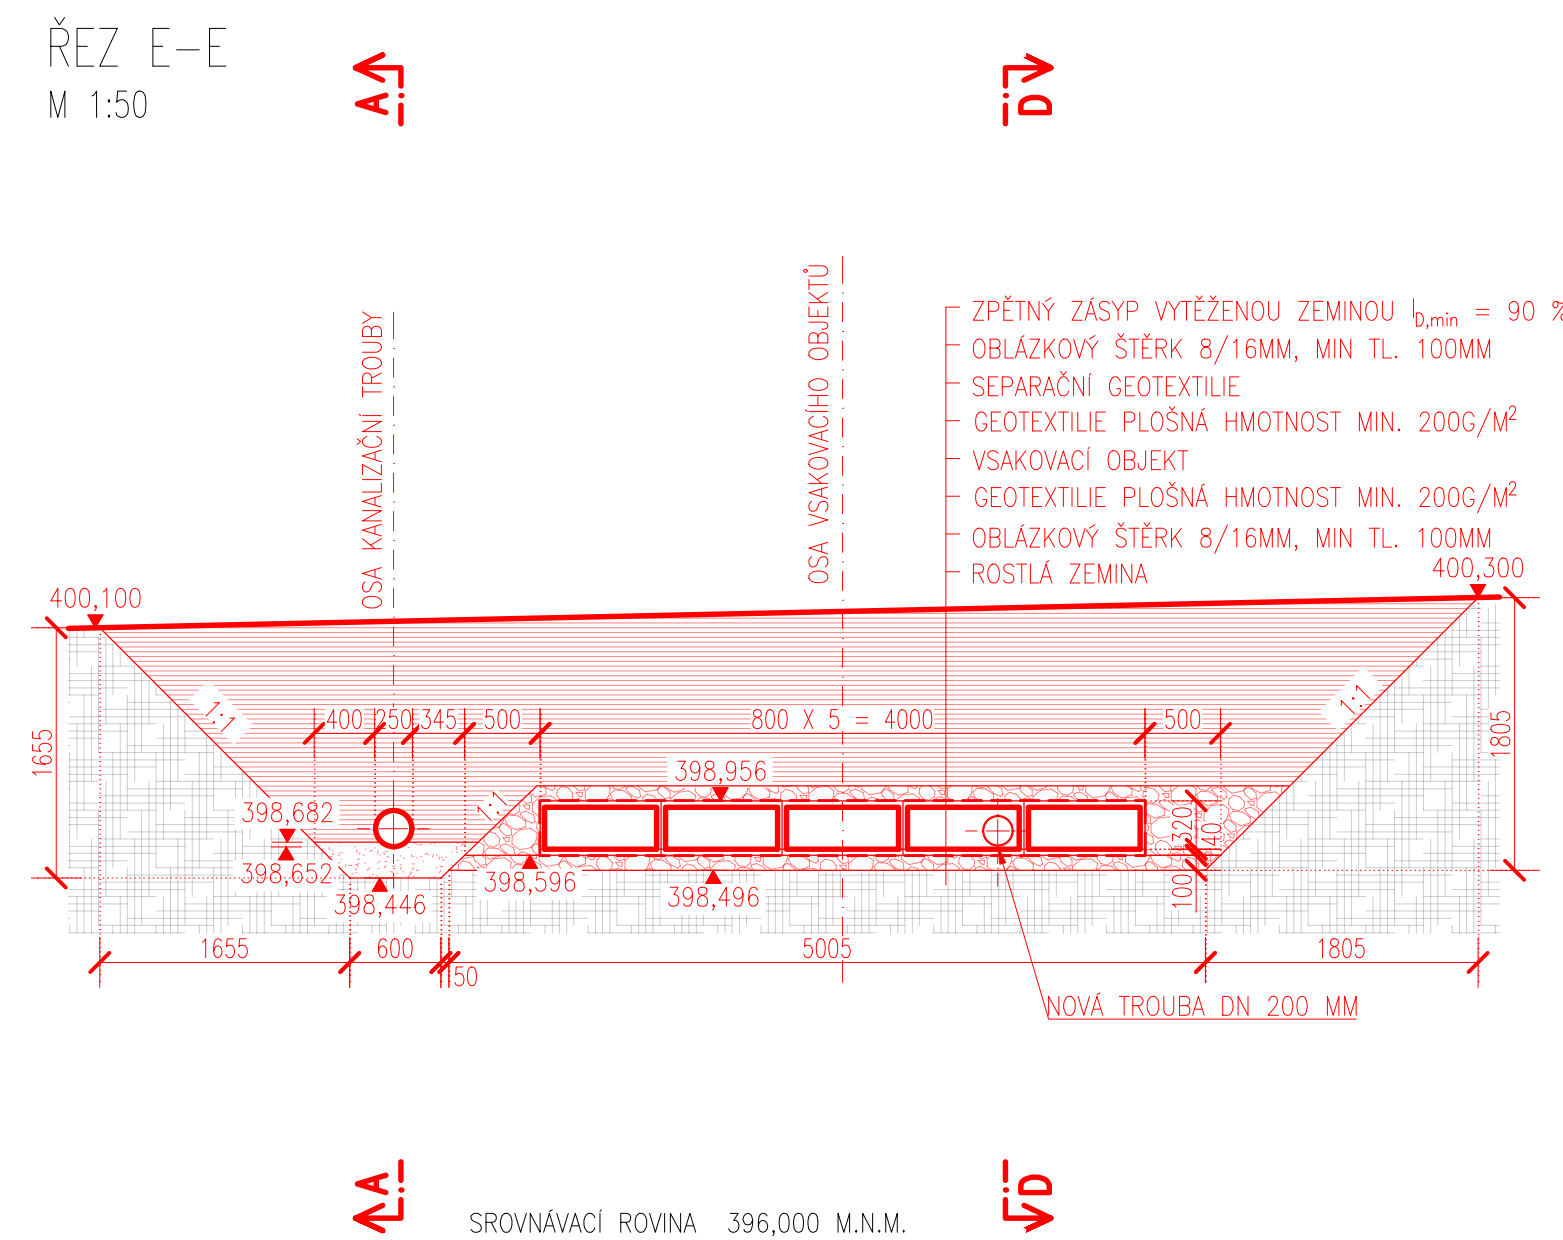 ŘEZ E-E
M 1:50
A
D
OSA KANALIZAČNÍ TROUBY
OSA VSAKOVACÍHO OBJEKTŮ
ZPĚTNÝ ZÁSYP VYTĚŽENOU ZEMINOU I_D,min = 90 %
OBLÁZKOVÝ ŠTĚRK 8/16MM, MIN TL. 100MM
SEPARAČNÍ GEOTEXTILIE
GEOTEXTILIE PLOŠNÁ HMOTNOST MIN. 200G/M²
VSAKOVACÍ OBJEKT
GEOTEXTILIE PLOŠNÁ HMOTNOST MIN. 200G/M²
OBLÁZKOVÝ ŠTĚRK 8/16MM, MIN TL. 100MM
ROSTLÁ ZEMINA
400,100
400,300
1:1
1:1
1:1
400 250 345 500
800 X 5 = 4000
500
1655
1805
398,956
398,682
398,652
398,446
398,596
398,496
320
40
100
1655
600
50
5005
1805
NOVÁ TROUBA DN 200 MM
A
D
SROVNÁVACÍ ROVINA 396,000 M.N.M.